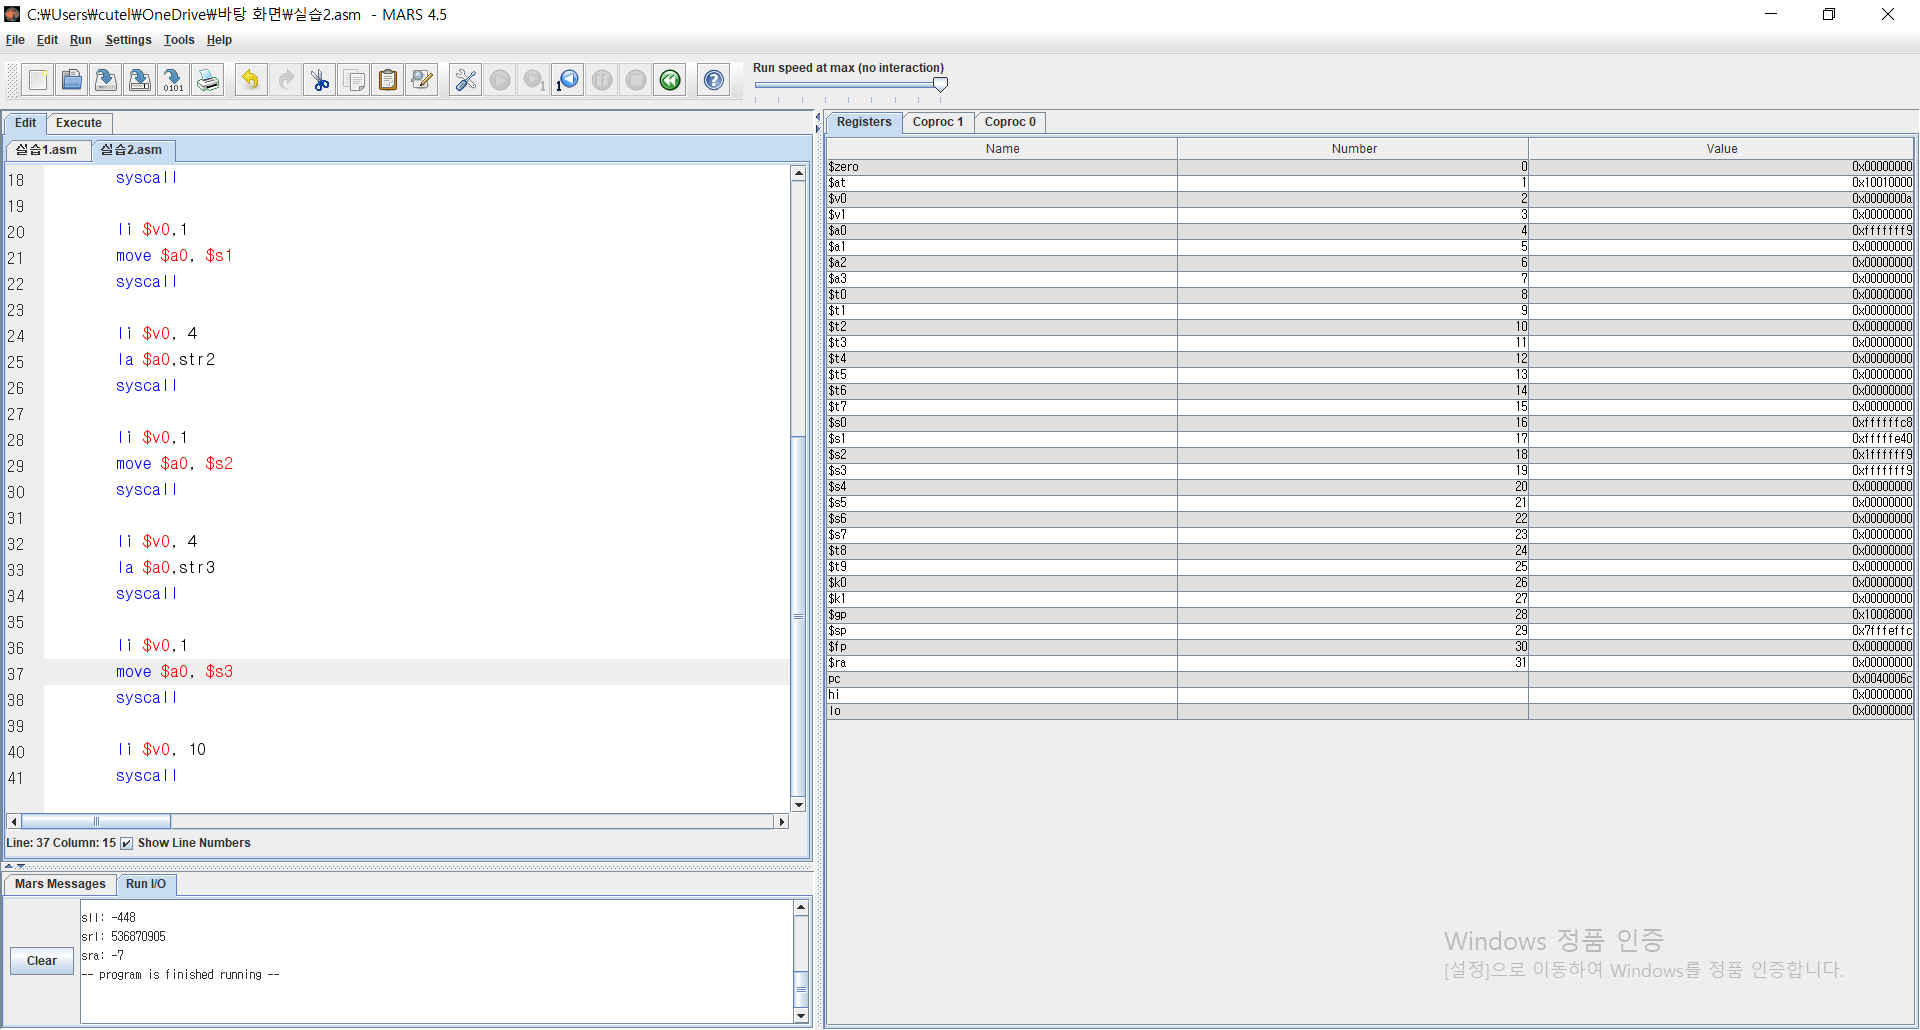 C:₩Users₩cutel₩OneDrive₩바탕 화면₩실습2.asm - MARS 4.5
File Edit Run Settings Tools Help
Run speed at max (no interaction)
Edit Execute
실습1.asm 실습2.asm
18 syscall
19
20 li $v0,1
21 move $a0, $s1
22 syscall
23
24 li $v0, 4
25 la $a0,str2
26 syscall
27
28 li $v0,1
29 move $a0, $s2
30 syscall
31
32 li $v0, 4
33 la $a0,str3
34 syscall
35
36 li $v0,1
37 move $a0, $s3
38 syscall
39
40 li $v0, 10
41 syscall
Line: 37 Column: 15 Show Line Numbers
Mars Messages Run I/O
Clear
sll: -448
srl: 536870905
sra: -7
-- program is finished running --
Registers Coproc 1 Coproc 0
Name Number Value
$zero 0 0x00000000
$at 1 0x10010000
$v0 2 0x0000000a
$v1 3 0x00000000
$a0 4 0xfffffff9
$a1 5 0x00000000
$a2 6 0x00000000
$a3 7 0x00000000
$t0 8 0x00000000
$t1 9 0x00000000
$t2 10 0x00000000
$t3 11 0x00000000
$t4 12 0x00000000
$t5 13 0x00000000
$t6 14 0x00000000
$t7 15 0x00000000
$s0 16 0xffffffc8
$s1 17 0xfffffe40
$s2 18 0x1ffffff9
$s3 19 0xfffffff9
$s4 20 0x00000000
$s5 21 0x00000000
$s6 22 0x00000000
$s7 23 0x00000000
$t8 24 0x00000000
$t9 25 0x00000000
$k0 26 0x00000000
$k1 27 0x00000000
$gp 28 0x10008000
$sp 29 0x7fffeffc
$fp 30 0x00000000
$ra 31 0x00000000
pc 0x0040006c
hi 0x00000000
lo 0x00000000
Windows 정품 인증
[설정]으로 이동하여 Windows를 정품 인증합니다.